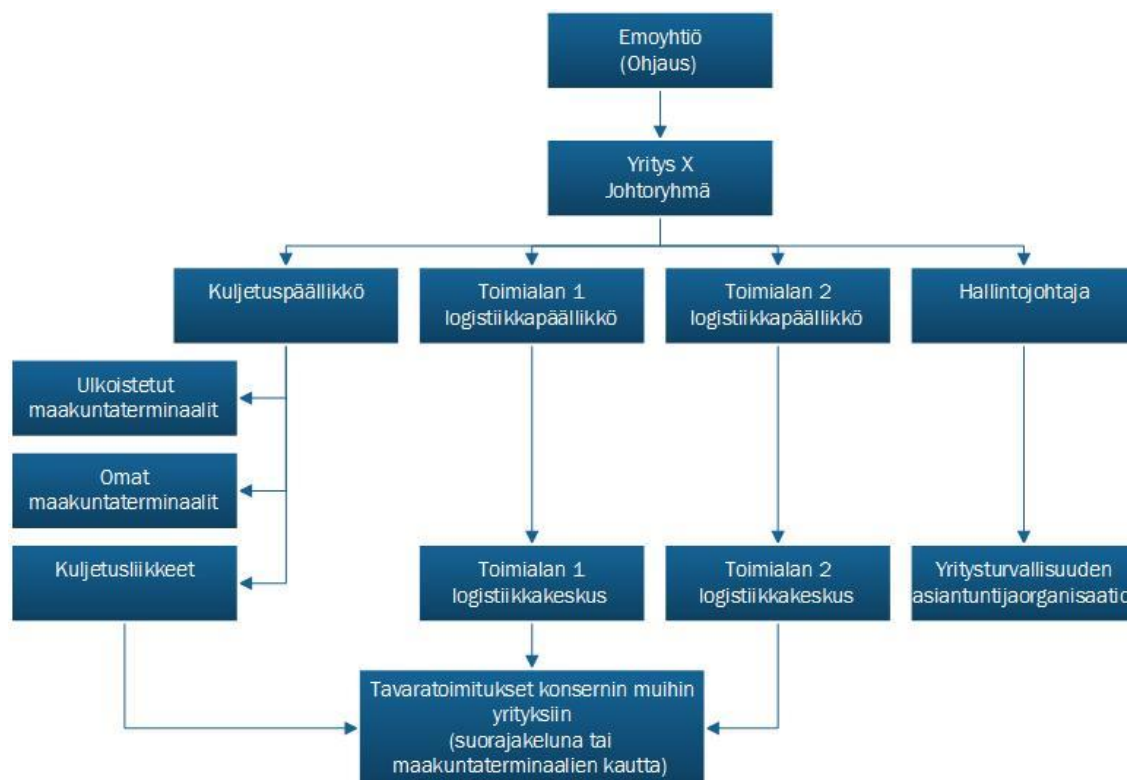 Emoyhtiö
(Ohjaus)
Yritys X
Johtoryhmä
Kuljetuspäällikkö
Toimialan 1
logistiikkapäällikkö
Toimialan 2
logistiikkapäällikkö
Hallintojohtaja
Ulkoistetut
maakuntaterminaalit
Omat
maakuntaterminaalit
Kuljetusliikkeet
Toimialan 1
logistiikkakeskus
Toimialan 2
logistiikkakeskus
Yritysturvallisuuden
asiantuntijaorganisaatio
Tavaratoimitukset konsernin muihin
yrityksiin
(suorajakeluna tai
maakuntaterminaalien kautta)